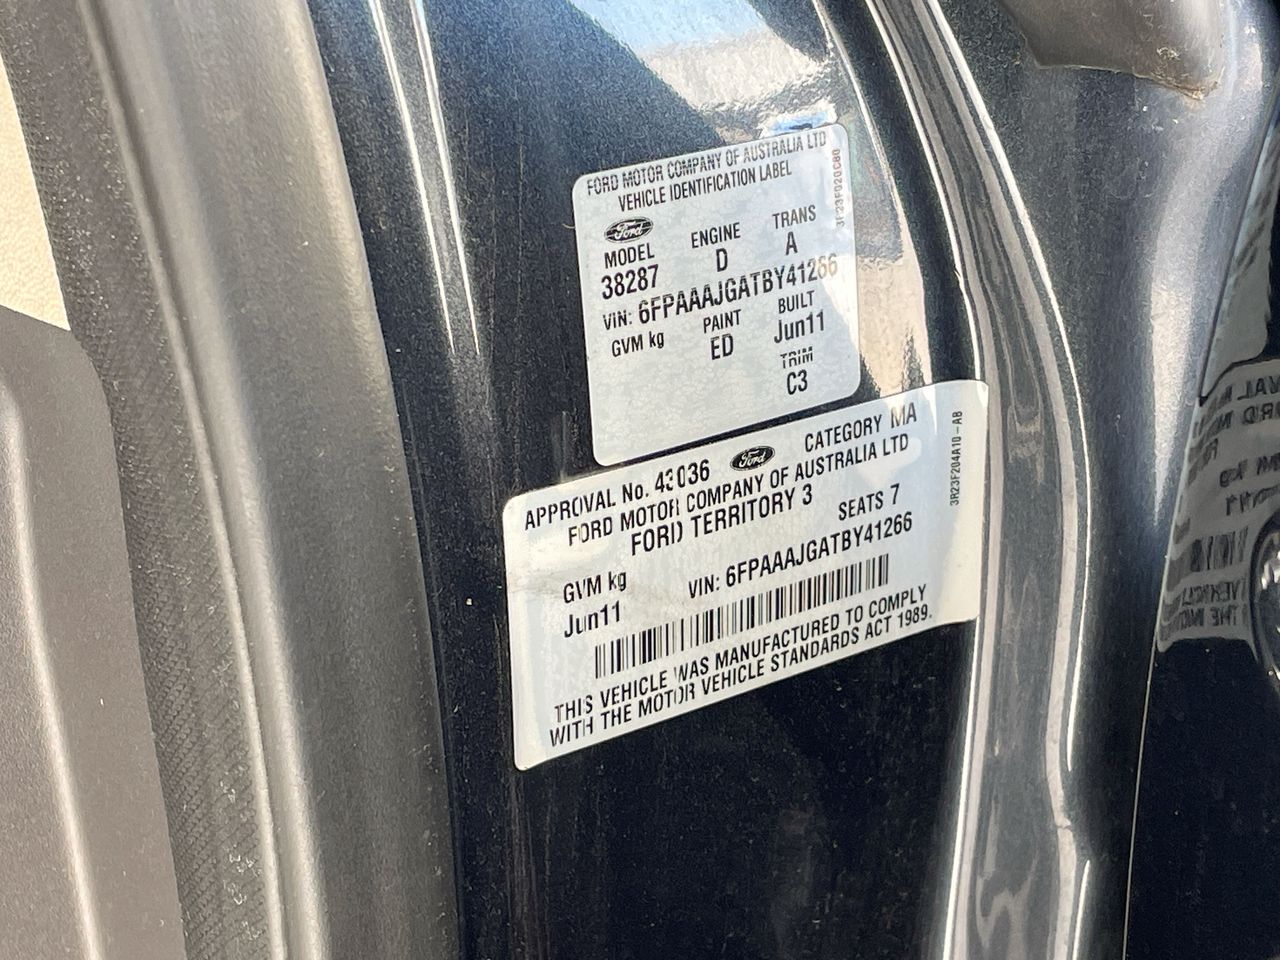 FORD MOTOR COMPANY OF AUSTRALIA LTD
VEHICLE IDENTIFICATION LABEL
3R23F020C80
Ford
MODEL ENGINE TRANS
38287 D A
VIN: 6FPAAAJGATBY41266
GVM kg PAINT BUILT
ED Jun11
TRIM
C3
APPROVAL No. 43036 Ford CATEGORY MA
FORD MOTOR COMPANY OF AUSTRALIA LTD
FORD TERRITORY 3
SEATS 7
3R23F204A10-AB
GVM kg VIN: 6FPAAAJGATBY41266
Jun11
THIS VEHICLE WAS MANUFACTURED TO COMPLY
WITH THE MOTOR VEHICLE STANDARDS ACT 1989.